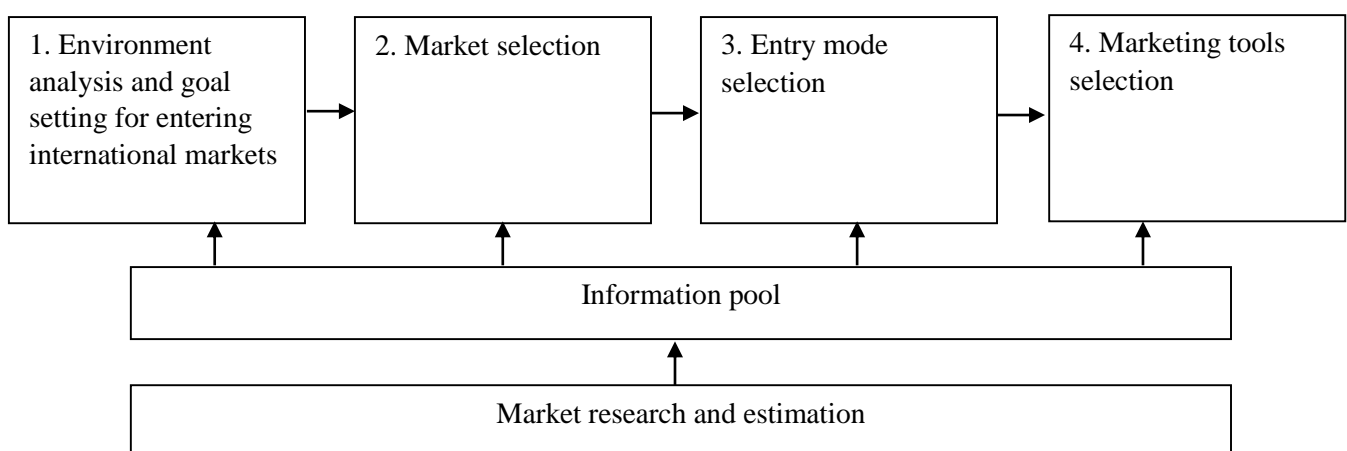 1. Environment
analysis and goal
setting for entering
international markets
2. Market selection
3. Entry mode
selection
4. Marketing tools
selection
Information pool
Market research and estimation